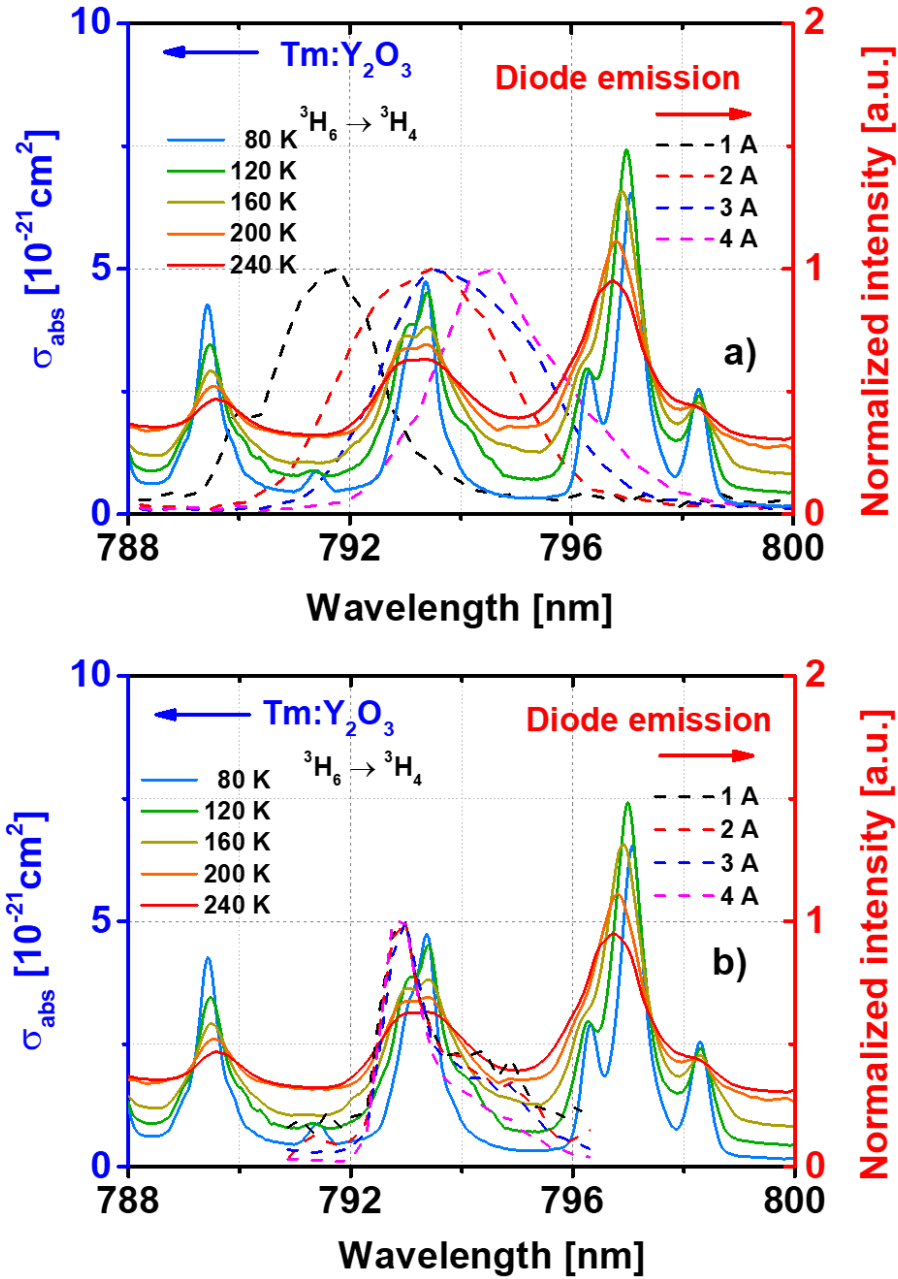 10
Tm:Y₂O₃
³H₆ → ³H₄
80 K
120 K
160 K
200 K
240 K
Diode emission
1 A
2 A
3 A
4 A
2
5
1
0
0
σabs [10⁻²¹cm²]
Normalized intensity [a.u.]
a)
788
792
796
800
Wavelength [nm]
10
Tm:Y₂O₃
³H₆ → ³H₄
80 K
120 K
160 K
200 K
240 K
Diode emission
1 A
2 A
3 A
4 A
2
5
1
0
0
σabs [10⁻²¹cm²]
Normalized intensity [a.u.]
b)
788
792
796
800
Wavelength [nm]